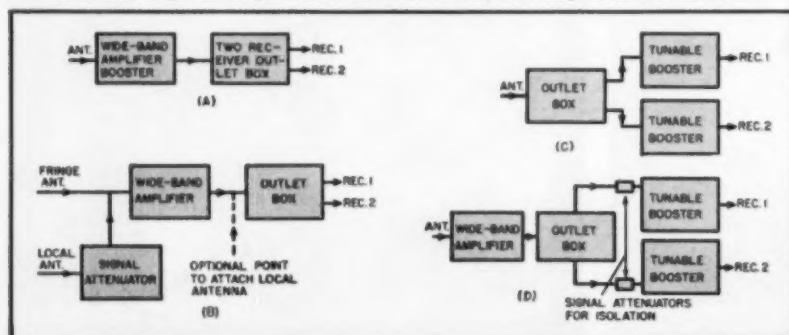 ANT.
WIDE-BAND
AMPLIFIER
BOOSTER
TWO REC-
EIVER OUT-
LET BOX
REC. 1
REC. 2
(A)
FRINGE
ANT.
WIDE-BAND
AMPLIFIER
OUTLET
BOX
REC. 1
REC. 2
LOCAL
ANT.
SIGNAL
ATTENUATOR
OPTIONAL POINT
TO ATTACH LOCAL
ANTENNA
(B)
ANT.
OUTLET
BOX
TUNABLE
BOOSTER
REC. 1
TUNABLE
BOOSTER
REC. 2
(C)
ANT.
WIDE-BAND
AMPLIFIER
OUTLET
BOX
TUNABLE
BOOSTER
REC. 1
TUNABLE
BOOSTER
REC. 2
SIGNAL ATTENUATORS
FOR ISOLATION
(D)